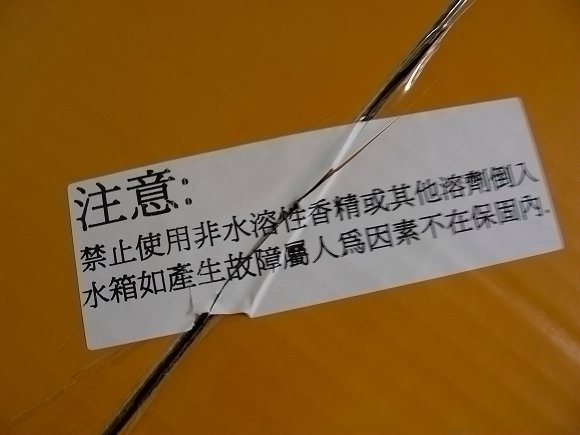 注意:
禁止使用非水溶性香精或其他溶劑倒入
水箱如產生故障屬人為因素不在保固內.